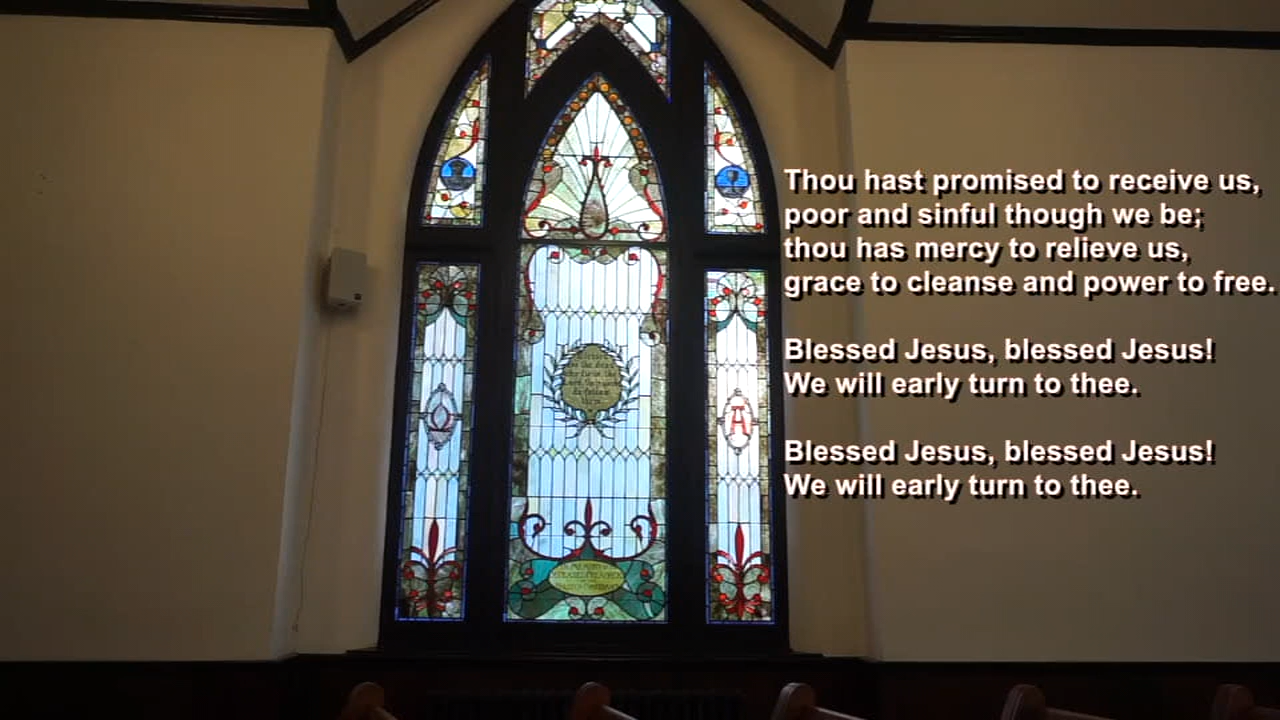 Thou hast promised to receive us,
poor and sinful though we be;
thou has mercy to relieve us,
grace to cleanse and power to free.
Blessed Jesus, blessed Jesus!
We will early turn to thee.
Blessed Jesus, blessed Jesus!
We will early turn to thee.
A